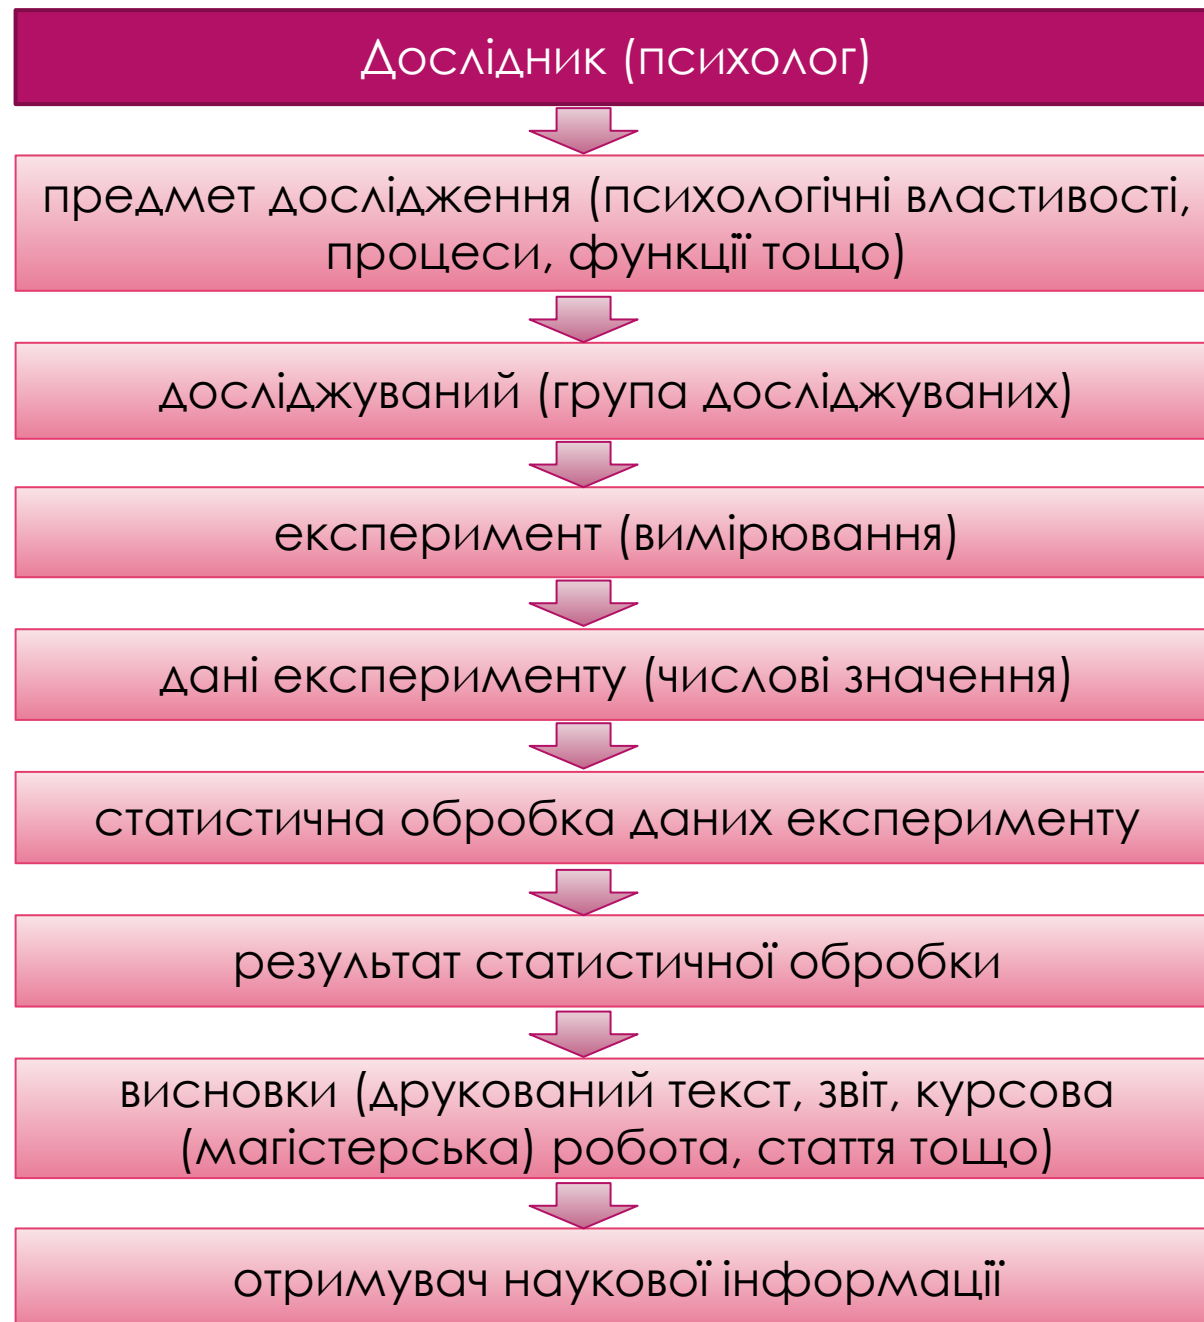 Дослідник (психолог)
предмет дослідження (психологічні властивості,
процеси, функції тощо)
досліджуваний (група досліджуваних)
експеримент (вимірювання)
дані експерименту (числові значення)
статистична обробка даних експерименту
результат статистичної обробки
висновки (друкований текст, звіт, курсова
(магістерська) робота, стаття тощо)
отримувач наукової інформації